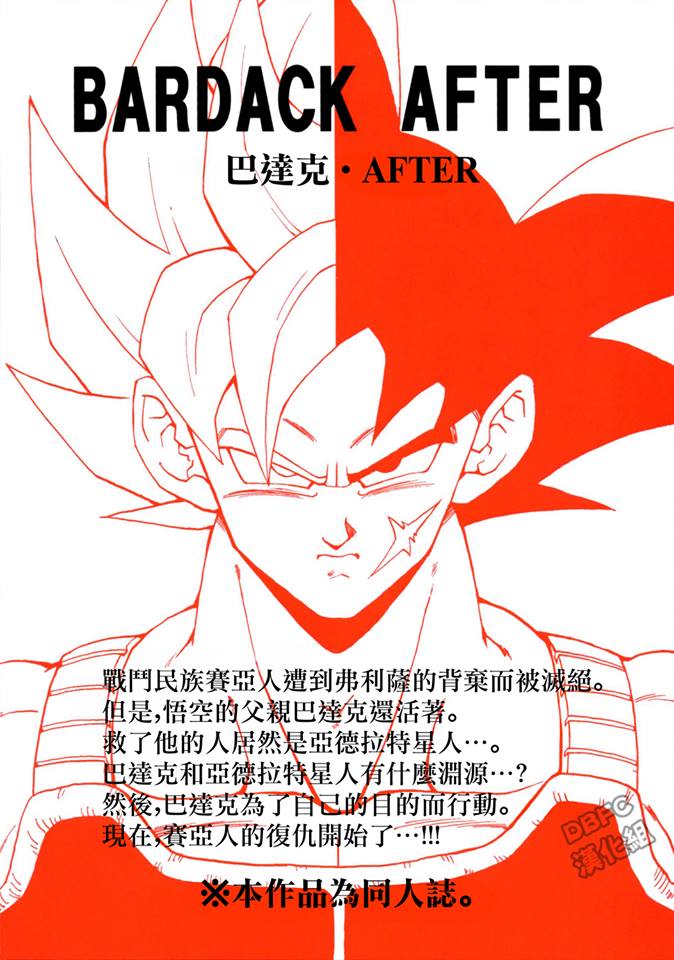 BARDACK AFTER
巴達克・AFTER
戰鬥民族賽亞人遭到弗利薩的背棄而被滅絕。
但是,悟空的父親巴達克還活著。
救了他的人居然是亞德拉特星人…。
巴達克和亞德拉特星人有什麼淵源…?
然後,巴達克為了自己的目的而行動。
現在,賽亞人的復仇開始了…!!!
DBFC
漢化組
※本作品為同人誌。